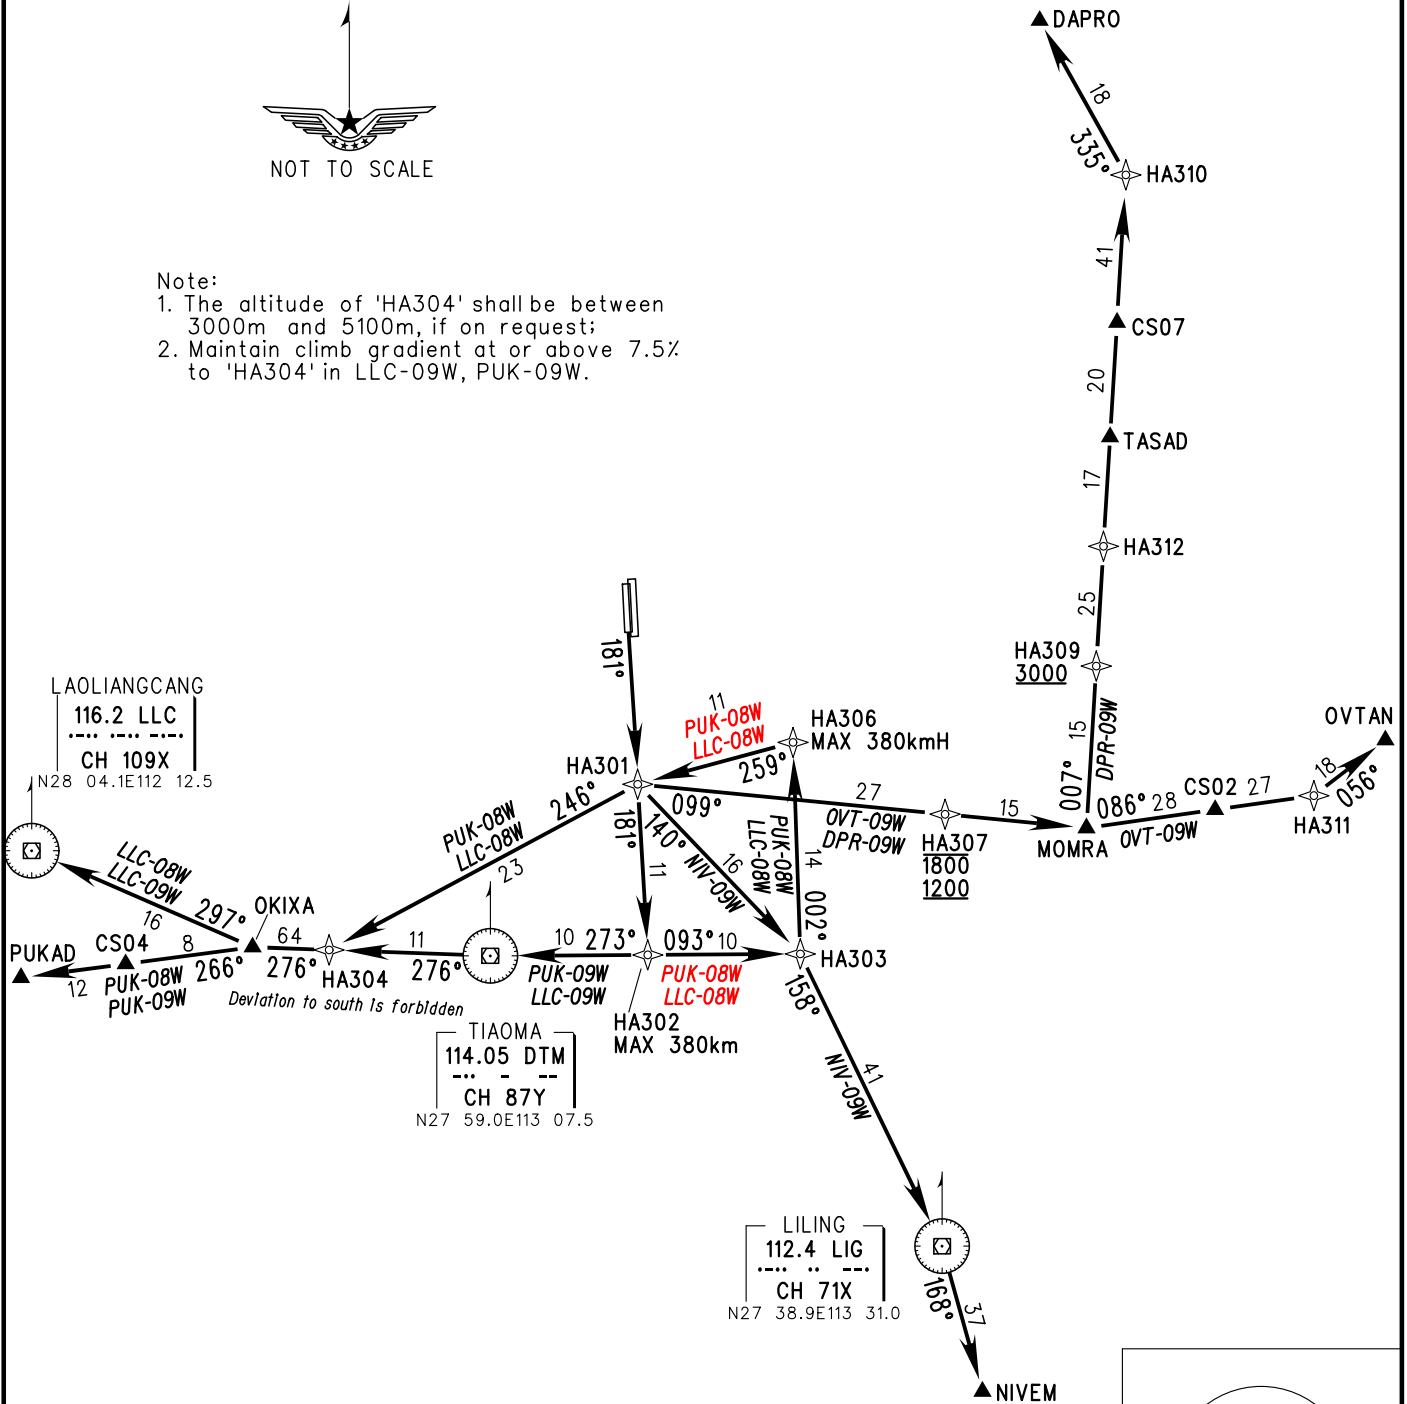 DAPRO
18
335°
HA310
NOT TO SCALE
41
Note:
1. The altitude of 'HA304' shall be between
3000m and 5100m, if on request;
2. Maintain climb gradient at or above 7.5%
to 'HA304' in LLC-09W, PUK-09W.
CS07
20
TASAD
17
HA312
25
HA309
3000
15
DPR-09W
007°
181°
LAOLIANGCANG
116.2 LLC
CH 109X
N28 04.1E112 12.5
11
PUK-08W
LLC-08W
259°
HA306
MAX 380kmH
OVTAN
18
056°
HA301
246°
099°
27
OVT-09W
DPR-09W
HA307
1800
1200
15
MOMRA
086°
28
OVT-09W
CS02
27
HA311
PUK-08W
LLC-08W
23
181°
11
140°
16
NIV-09W
PUK-08W
LLC-08W
14
002°
LLC-08W
LLC-09W
16
297°
OKIXA
64
276°
HA304
11
276°
10
273°
PUK-09W
LLC-09W
093°
10
PUK-08W
LLC-08W
HA303
PUKAD
12
CS04
8
PUK-08W
PUK-09W
266°
Deviation to south is forbidden
HA302
MAX 380km
158°
41
NIV-09W
TIAOMA
114.05 DTM
CH 87Y
N27 59.0E113 07.5
LILING
112.4 LIG
CH 71X
N27 38.9E113 31.0
168°
37
NIVEM